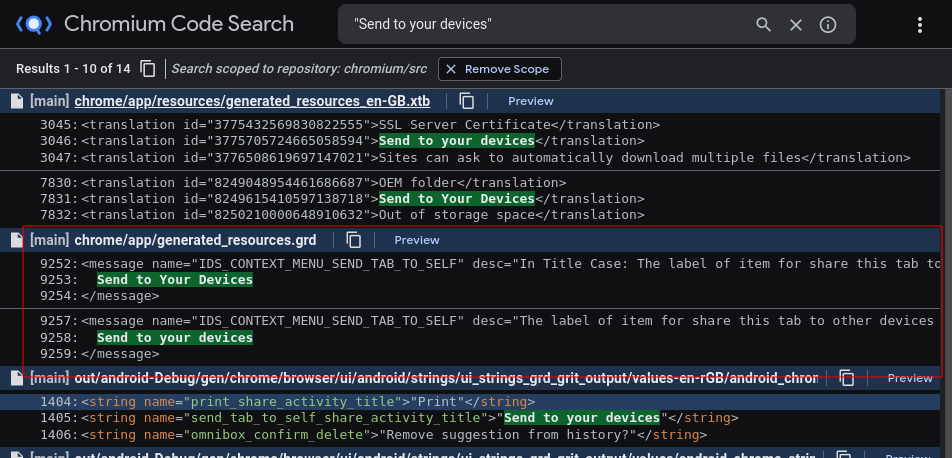 Chromium Code Search
"Send to your devices"
Results 1 - 10 of 14 Search scoped to repository: chromium/src Remove Scope
[main] chrome/app/resources/generated_resources_en-GB.xtb Preview
3045: <translation id="3775432569830822555">SSL Server Certificate</translation>
3046: <translation id="3775705724665058594">Send to your devices</translation>
3047: <translation id="3776508619697147021">Sites can ask to automatically download multiple files</translation>
7830: <translation id="8249048954461686687">OEM folder</translation>
7831: <translation id="8249615410597138718">Send to Your Devices</translation>
7832: <translation id="8250210000648910632">Out of storage space</translation>
[main] chrome/app/generated_resources.grd Preview
9252: <message name="IDS_CONTEXT_MENU_SEND_TAB_TO_SELF" desc="In Title Case: The label of item for share this tab to
9253: Send to Your Devices
9254: </message>
9257: <message name="IDS_CONTEXT_MENU_SEND_TAB_TO_SELF" desc="The label of item for share this tab to other devices
9258: Send to your devices
9259: </message>
[main] out/android-Debug/gen/chrome/browser/ui/android/strings/ui_strings_grd_grit_output/values-en-rGB/android_chror Preview
1404: <string name="print_share_activity_title">"Print"</string>
1405: <string name="send_tab_to_self_share_activity_title">"Send to your devices"</string>
1406: <string name="omnibox_confirm_delete">"Remove suggestion from history?"</string>